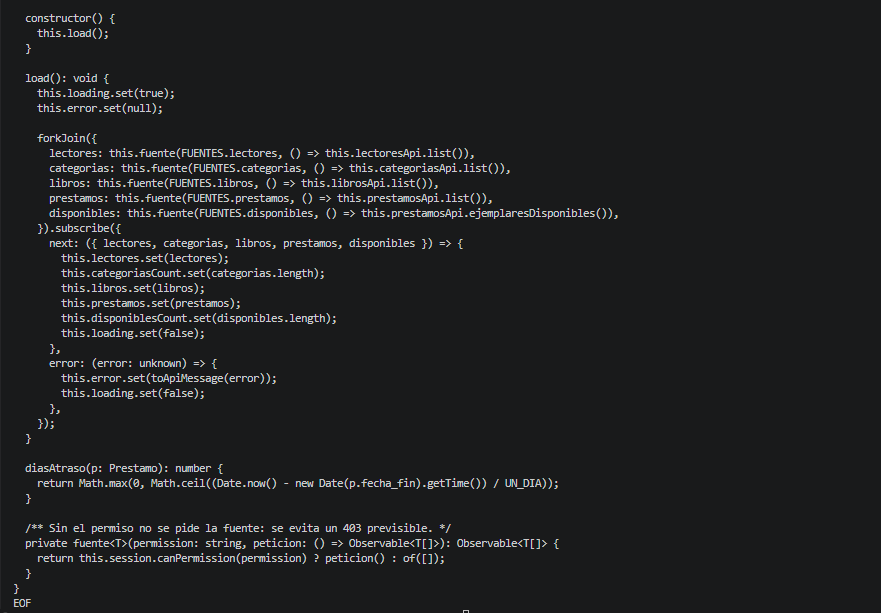 constructor() {
this.load();
}
load(): void {
this.loading.set(true);
this.error.set(null);
forkJoin({
lectores: this.fuente(FUENTES.lectores, () => this.lectoresApi.list()),
categorias: this.fuente(FUENTES.categorias, () => this.categoriasApi.list()),
libros: this.fuente(FUENTES.libros, () => this.librosApi.list()),
prestamos: this.fuente(FUENTES.prestamos, () => this.prestamosApi.list()),
disponibles: this.fuente(FUENTES.disponibles, () => this.prestamosApi.ejemplaresDisponibles()),
}).subscribe({
next: ({ lectores, categorias, libros, prestamos, disponibles }) => {
this.lectores.set(lectores);
this.categoriasCount.set(categorias.length);
this.libros.set(libros);
this.prestamos.set(prestamos);
this.disponiblesCount.set(disponibles.length);
this.loading.set(false);
},
error: (error: unknown) => {
this.error.set(toApiMessage(error));
this.loading.set(false);
},
});
}
diasAtraso(p: Prestamo): number {
return Math.max(0, Math.ceil((Date.now() - new Date(p.fecha_fin).getTime()) / UN_DIA));
}
/** Sin el permiso no se pide la fuente: se evita un 403 previsible. */
private fuente<T>(permission: string, peticion: () => Observable<T[]>): Observable<T[]> {
return this.session.canPermission(permission) ? peticion() : of([]);
}
}
EOF